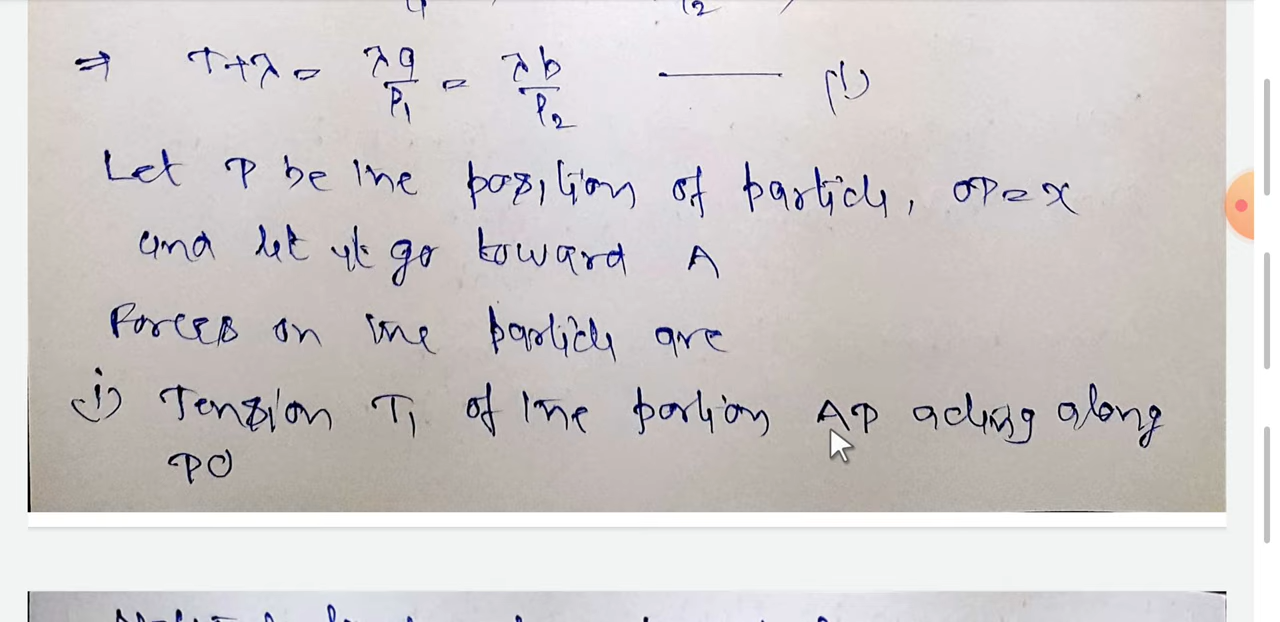 ⇒ T+λ = λa/P₁ = λb/P₂ —— (1)
Let P be the position of particle, OP = x
and let it go toward A
Forces on the particle are
(i) Tension T₁ of the portion AP acting along
PO